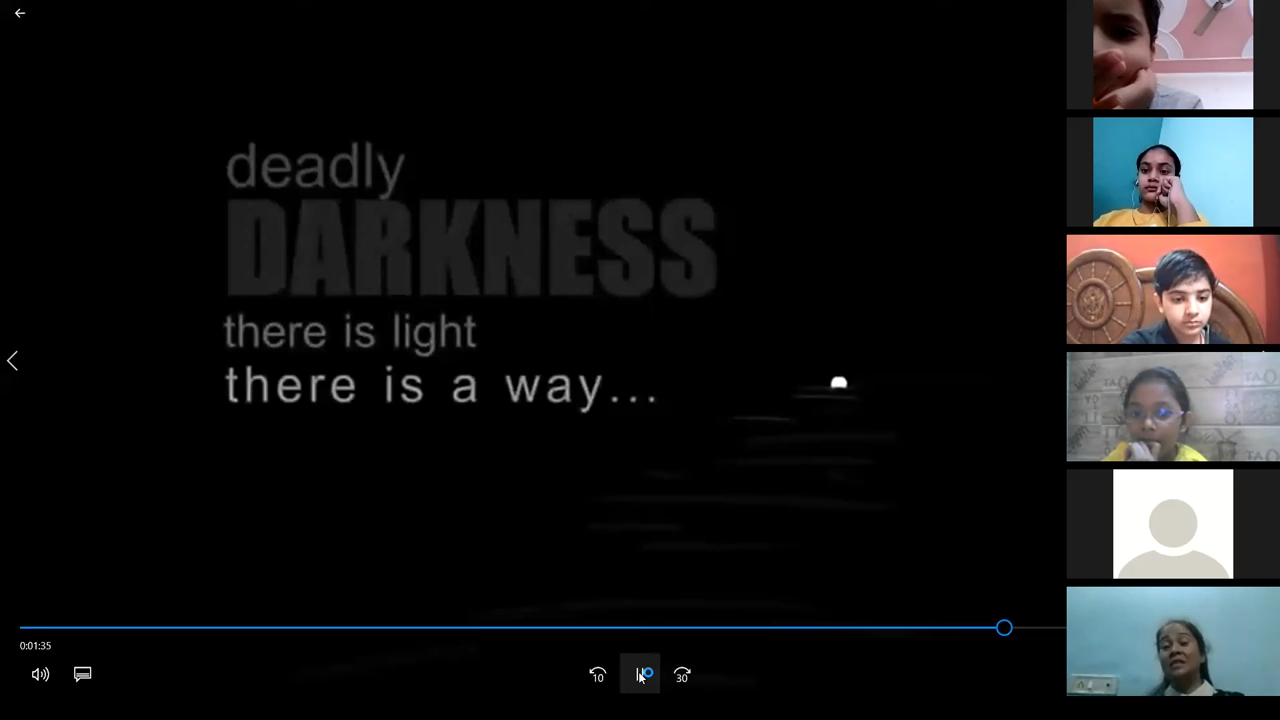 deadly
DARKNESS
there is light
there is a way...
0:01:35
10
30